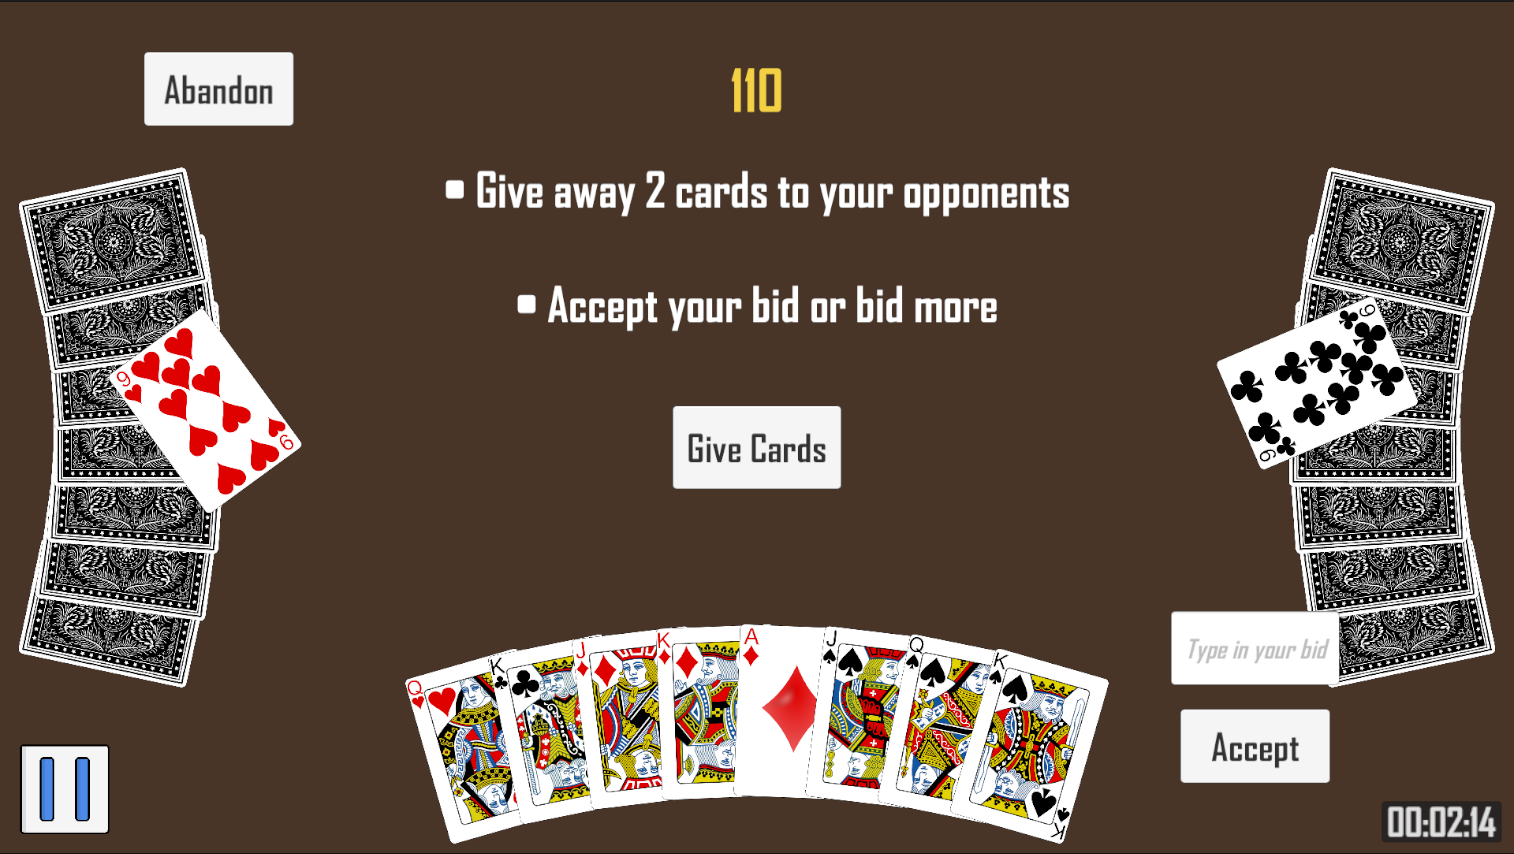 Abandon
110
Give away 2 cards to your opponents
Accept your bid or bid more
9
9
9
9
Give Cards
Type in your bid
Q
K
J
K
A
J
Q
K
K
Accept
00:02:14